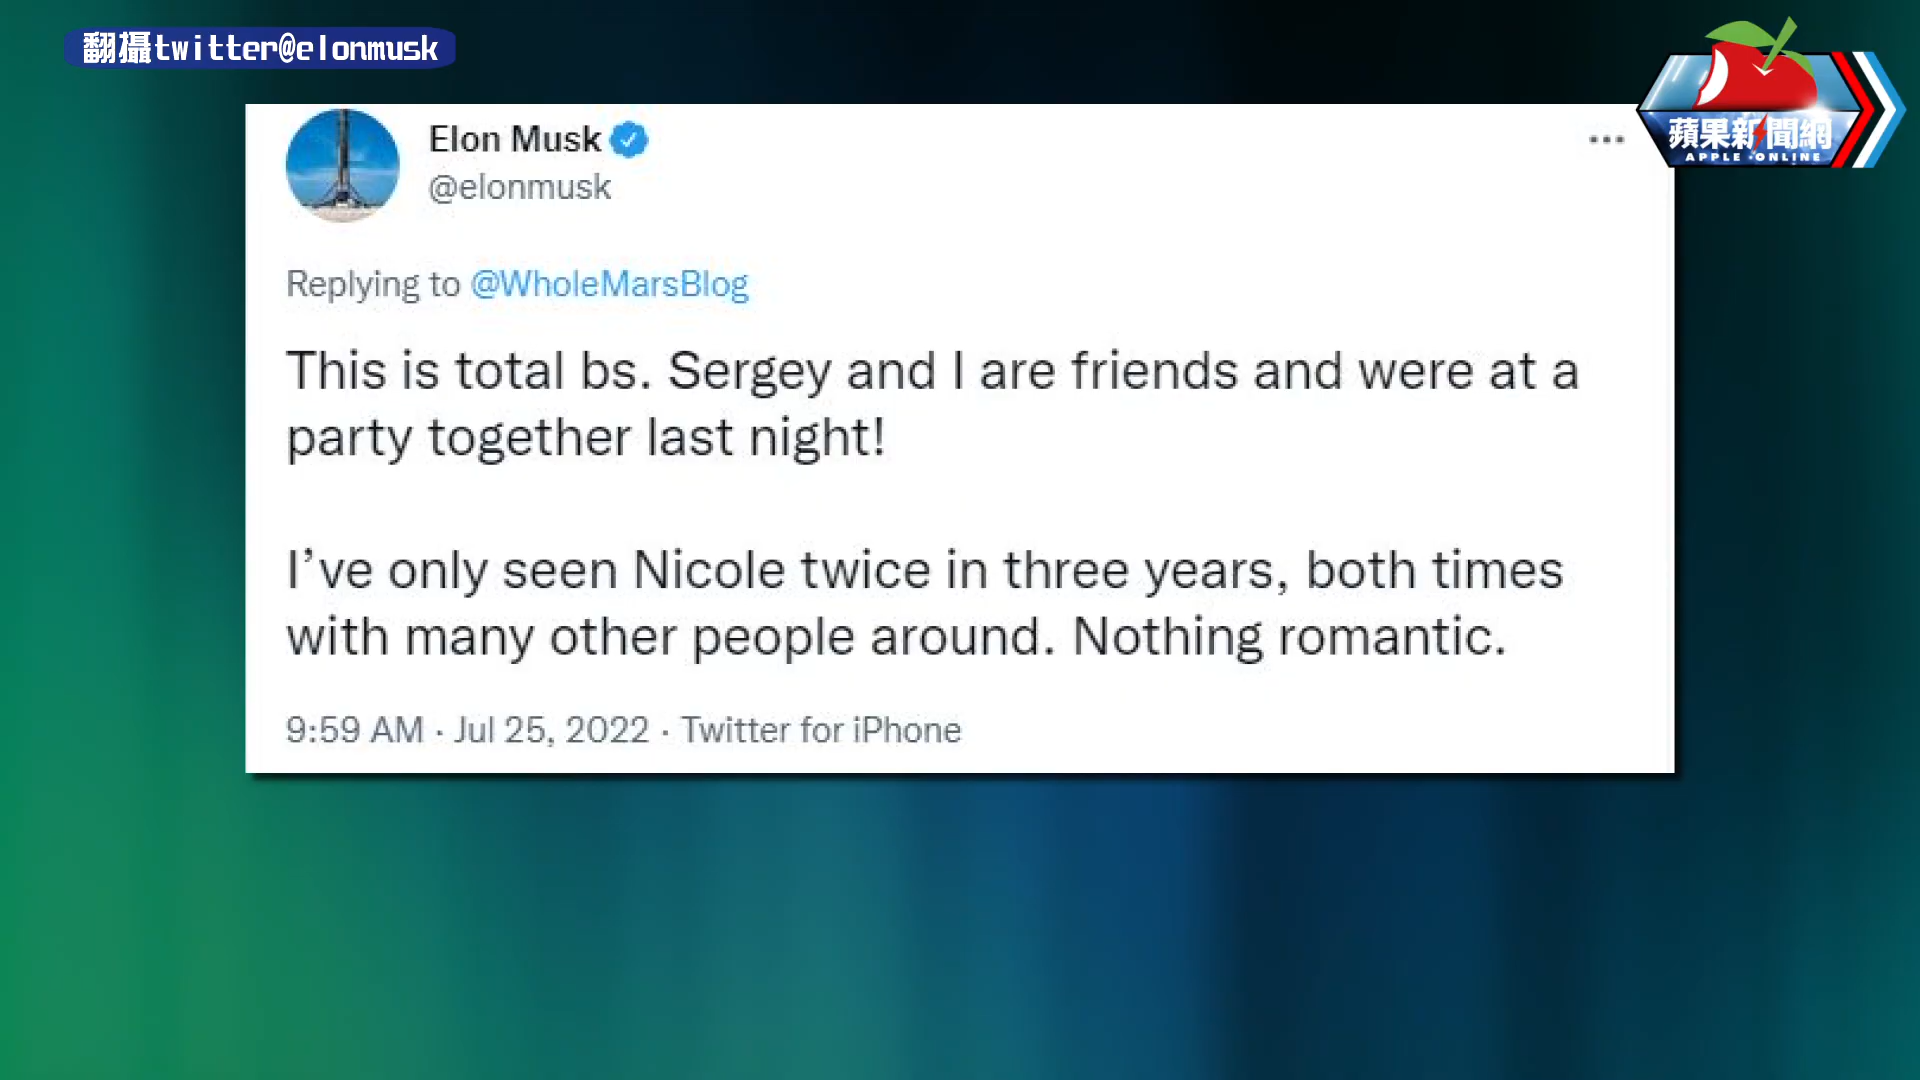 翻攝twitter@elonmusk
蘋果新聞網
APPLE ONLINE
Elon Musk
@elonmusk
Replying to @WholeMarsBlog
This is total bs. Sergey and I are friends and were at a
party together last night!
I've only seen Nicole twice in three years, both times
with many other people around. Nothing romantic.
9:59 AM · Jul 25, 2022 · Twitter for iPhone